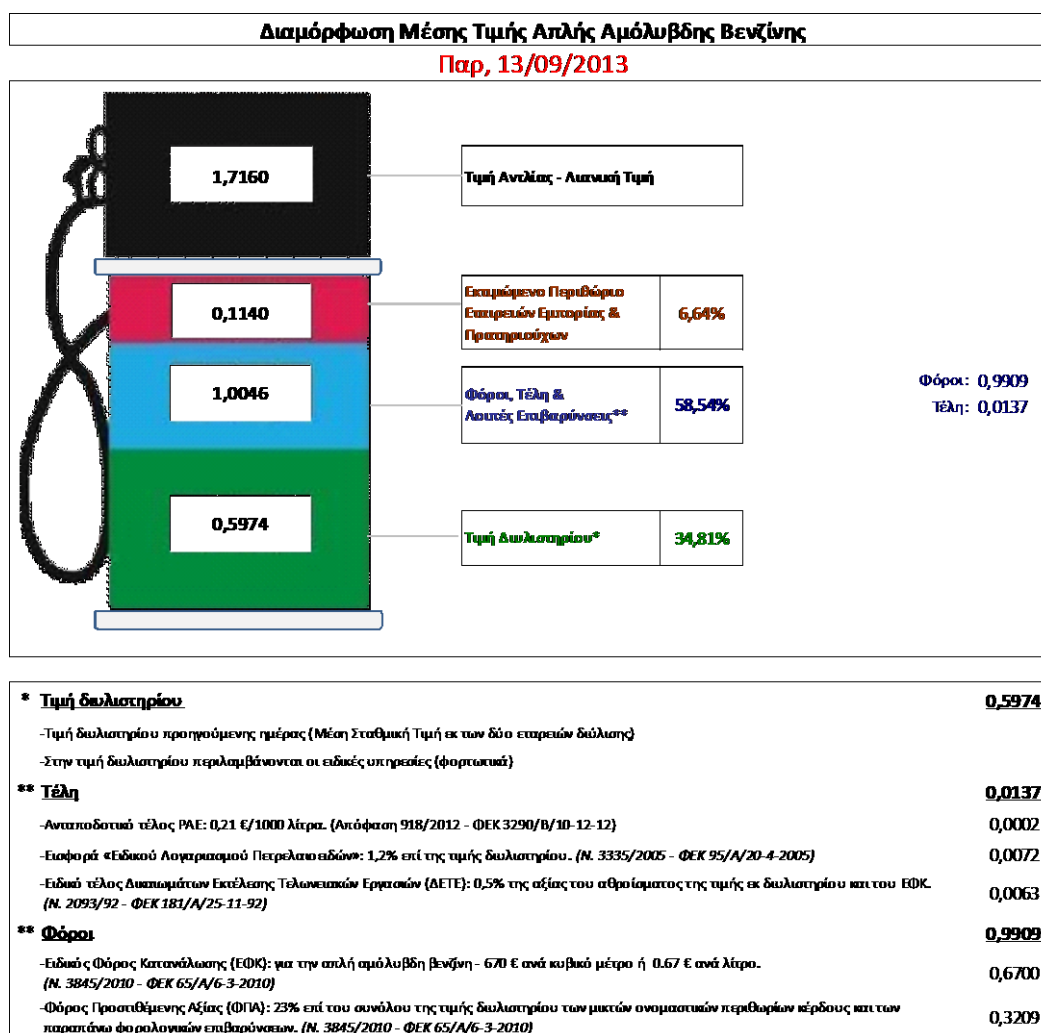 Διαμόρφωση Μέσης Τιμής Απλής Αμόλυβδης Βενζίνης
Παρ, 13/09/2013
1,7160
Τιμή Αντλίας - Λιανική Τιμή
0,1140
Εκτιμώμενο Περιθώριο
Εταιρειών Εμπορίας &
Πρατηριούχων
6,64%
1,0046
Φόροι, Τέλη &
Λοιπές Επιβαρύνσεις**
58,54%
Φόροι: 0,9909
Τέλη: 0,0137
0,5974
Τιμή Διυλιστηρίου*
34,81%
* Τιμή διυλιστηρίου 0,5974
-Τιμή διυλιστηρίου προηγούμενης ημέρας (Μέση Σταθμική Τιμή εκ των δύο εταρειών διύλισης)
-Στην τιμή διυλιστηρίου περιλαμβάνονται οι ειδικές υπηρεσίες (φορτωτικά)
** Τέλη 0,0137
-Ανταποδοτικό τέλος ΡΑΕ: 0,21 €/1000 λίτρα. (Απόφαση 918/2012 - ΦΕΚ 3290/Β/10-12-12) 0,0002
-Εισφορά «Ειδικού Λογαριασμού Πετρελαιοειδών»: 1,2% επί της τιμής διυλιστηρίου. (Ν. 3335/2005 - ΦΕΚ 95/Α/20-4-2005) 0,0072
-Ειδικό τέλος Δικαιωμάτων Εκτέλεσης Τελωνειακών Εργασιών (ΔΕΤΕ): 0,5% της αξίας του αθροίσματος της τιμής εκ διυλιστηρίου και του ΕΦΚ.
(Ν. 2093/92 - ΦΕΚ 181/Α/25-11-92) 0,0063
** Φόροι 0,9909
-Ειδικός Φόρος Κατανάλωσης (ΕΦΚ): για την απλή αμόλυβδη βενζίνη - 670 € ανά κυβικό μέτρο ή 0.67 € ανά λίτρο.
(Ν. 3845/2010 - ΦΕΚ 65/Α/6-3-2010) 0,6700
-Φόρος Προστιθέμενης Αξίας (ΦΠΑ): 23% επί του συνόλου της τιμής διυλιστηρίου των μικτών ονομαστικών περιθωρίων κέρδους και των
παραπάνω φορολογικών επιβαρύνσεων. (Ν. 3845/2010 - ΦΕΚ 65/Α/6-3-2010) 0,3209